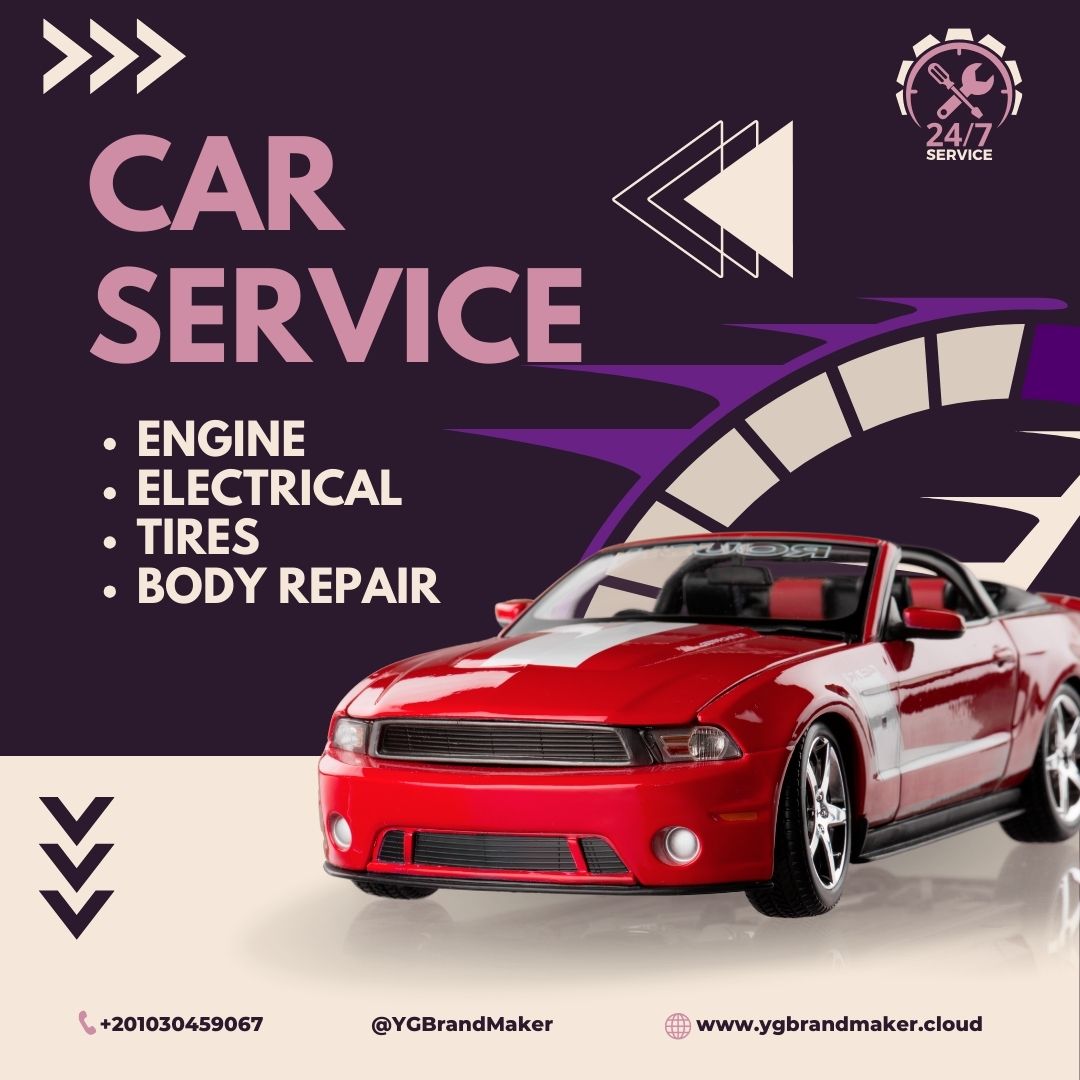 24/7
SERVICE
CAR
SERVICE
• ENGINE
• ELECTRICAL
• TIRES
• BODY REPAIR
+201030459067
@YGBrandMaker
www.ygbrandmaker.cloud